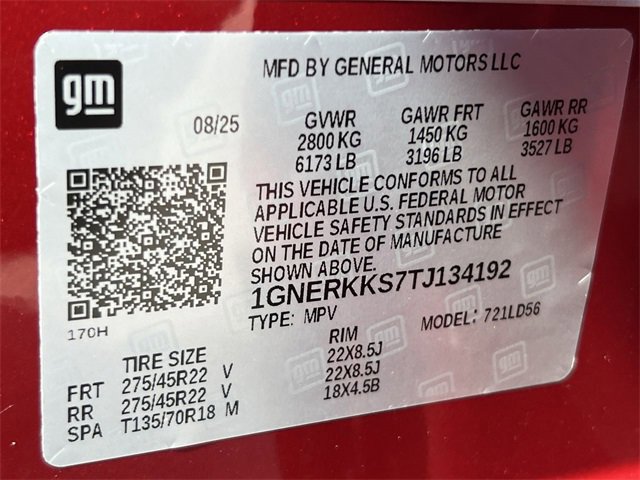 gm
MFD BY GENERAL MOTORS LLC
08/25
GVWR GAWR FRT GAWR RR
2800 KG 1450 KG 1600 KG
6173 LB 3196 LB 3527 LB
THIS VEHICLE CONFORMS TO ALL
APPLICABLE U.S. FEDERAL MOTOR
VEHICLE SAFETY STANDARDS IN EFFECT
ON THE DATE OF MANUFACTURE
SHOWN ABOVE.
1GNERKKS7TJ134192
TYPE: MPV MODEL: 721LD56
170H
TIRE SIZE RIM
FRT 275/45R22 V 22X8.5J
RR 275/45R22 V 22X8.5J
SPA T135/70R18 M 18X4.5B